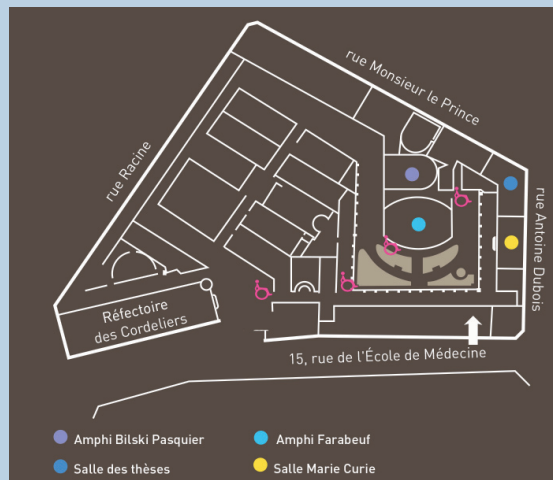 rue Monsieur le Prince
rue Racine
rue Antoine Dubois
Réfectoire
des Cordeliers
15, rue de l'École de Médecine
Amphi Bilski Pasquier
Amphi Farabeuf
Salle des thèses
Salle Marie Curie